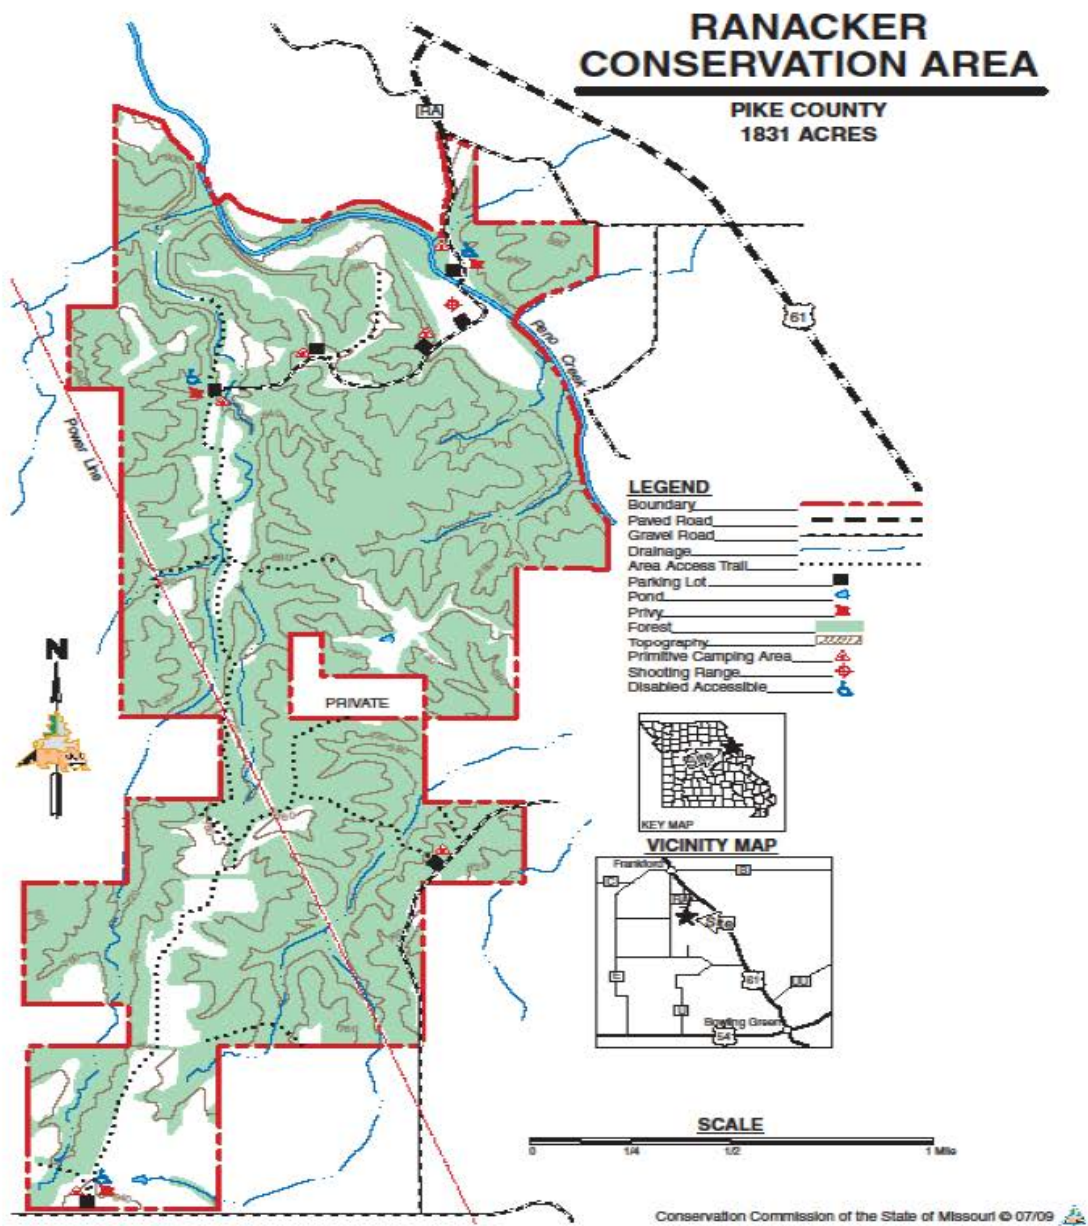 RANACKER
CONSERVATION AREA
PIKE COUNTY
1831 ACRES
RA
61
Peno Creek
Power Line
LEGEND
Boundary
Paved Road
Gravel Road
Drainage
Area Access Trail
Parking Lot
Pond
Privy
Forest
Topography
Primitive Camping Area
Shooting Range
Disabled Accessible
N
PRIVATE
KEY MAP
VICINITY MAP
Frankford
B
C
RA
Site
E
61
UU
U
Bowling Green
54
SCALE
0 1/4 1/2 1 Mile
Conservation Commission of the State of Missouri © 07/09